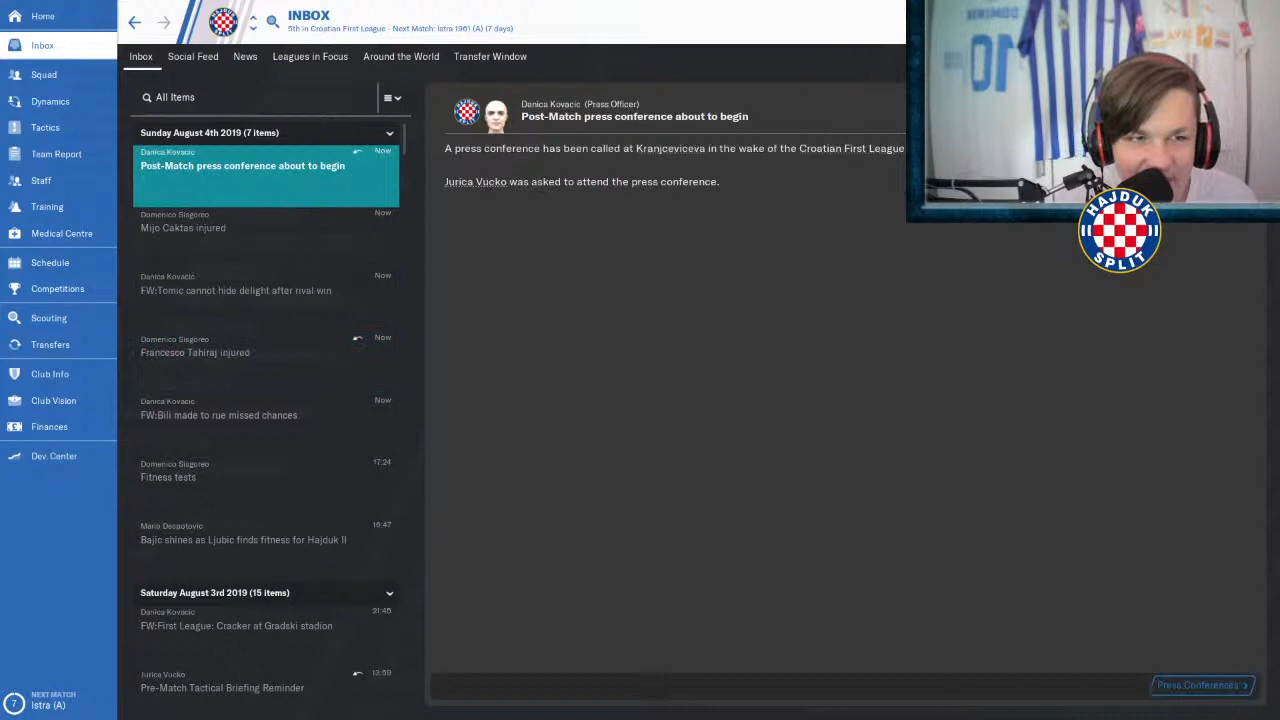 Home
Inbox
Squad
Dynamics
Tactics
Team Report
Staff
Training
Medical Centre
Schedule
Competitions
Scouting
Transfers
Club Info
Club Vision
Finances
Dev. Center
NEXT MATCH
7
Istra (A)
INBOX
5th in Croatian First League - Next Match: Istra 1961 (A) (7 days)
Inbox Social Feed News Leagues in Focus Around the World Transfer Window
All Items
Sunday August 4th 2019 (7 items)
Danica Kovacic Now
Post-Match press conference about to begin
Domenico Sisgoreo Now
Mijo Caktas injured
Danica Kovacic Now
FW:Tomic cannot hide delight after rival win
Domenico Sisgoreo Now
Francesco Tahiraj injured
Danica Kovacic Now
FW:Bili made to rue missed chances
Domenico Sisgoreo 17:24
Fitness tests
Mario Despotovic 16:47
Bajic shines as Ljubic finds fitness for Hajduk II
Saturday August 3rd 2019 (15 items)
Danica Kovacic 21:45
FW:First League: Cracker at Gradski stadion
Jurica Vucko 13:59
Pre-Match Tactical Briefing Reminder
Danica Kovacic (Press Officer)
Post-Match press conference about to begin
A press conference has been called at Kranjceviceva in the wake of the Croatian First League
Jurica Vucko was asked to attend the press conference.
Press Conferences
10
HAJDUK
SPLIT